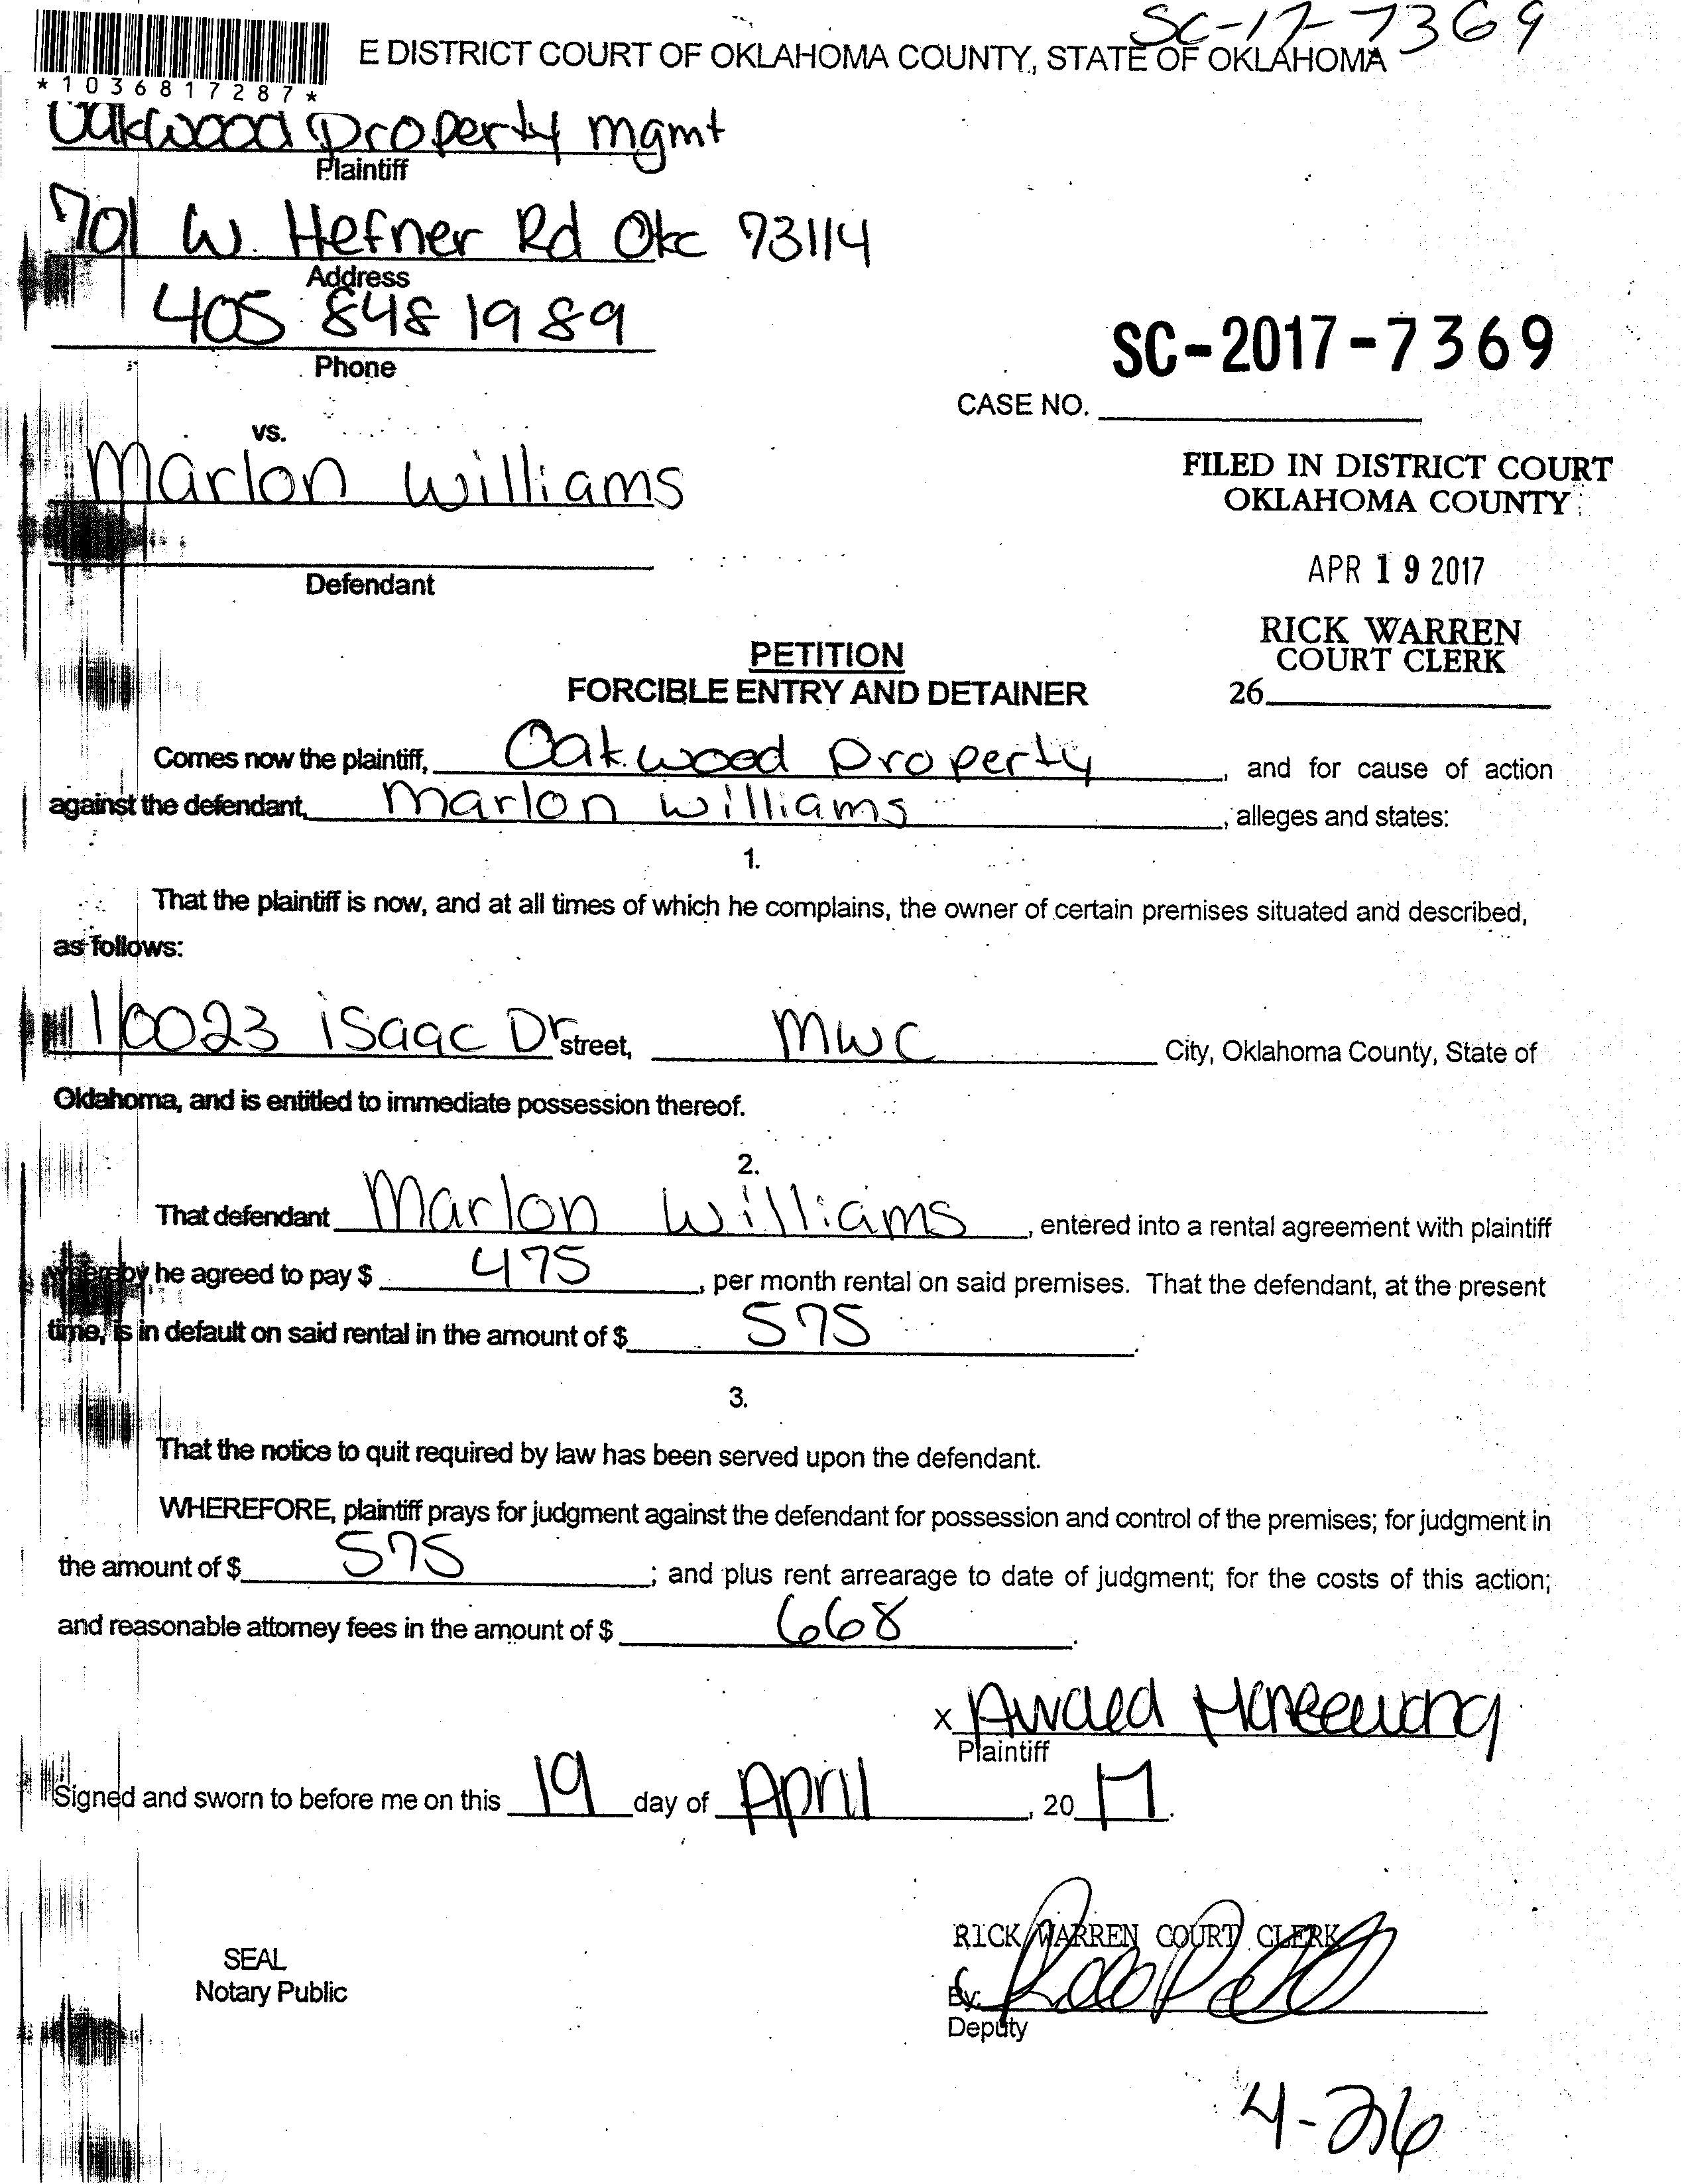 SC-17-7369
E DISTRICT COURT OF OKLAHOMA COUNTY, STATE OF OKLAHOMA
*1036817287*
Oakwood Property mgmt
Plaintiff
701 W. Hefner Rd Okc 73114
Address
405 848 1989
Phone
SC-2017-7369
CASE NO.
vs.
Marlon Williams
FILED IN DISTRICT COURT
OKLAHOMA COUNTY
APR 19 2017
Defendant
RICK WARREN
COURT CLERK
26
PETITION
FORCIBLE ENTRY AND DETAINER
Comes now the plaintiff, Oakwood Property, and for cause of action
against the defendant, Marlon Williams, alleges and states:
1.
That the plaintiff is now, and at all times of which he complains, the owner of certain premises situated and described,
as follows:
10023 isaac Dr street, MWC City, Oklahoma County, State of
Oklahoma, and is entitled to immediate possession thereof.
2.
That defendant Marlon Williams, entered into a rental agreement with plaintiff
whereby he agreed to pay $ 475, per month rental on said premises. That the defendant, at the present
time, is in default on said rental in the amount of $ 575.
3.
That the notice to quit required by law has been served upon the defendant.
WHEREFORE, plaintiff prays for judgment against the defendant for possession and control of the premises; for judgment in
the amount of $ 575; and plus rent arrearage to date of judgment; for the costs of this action;
and reasonable attorney fees in the amount of $ 668.
X
Plaintiff
Signed and sworn to before me on this 19 day of April, 20 17.
RICK WARREN COURT CLERK
SEAL
Notary Public
By:
Deputy
4-26